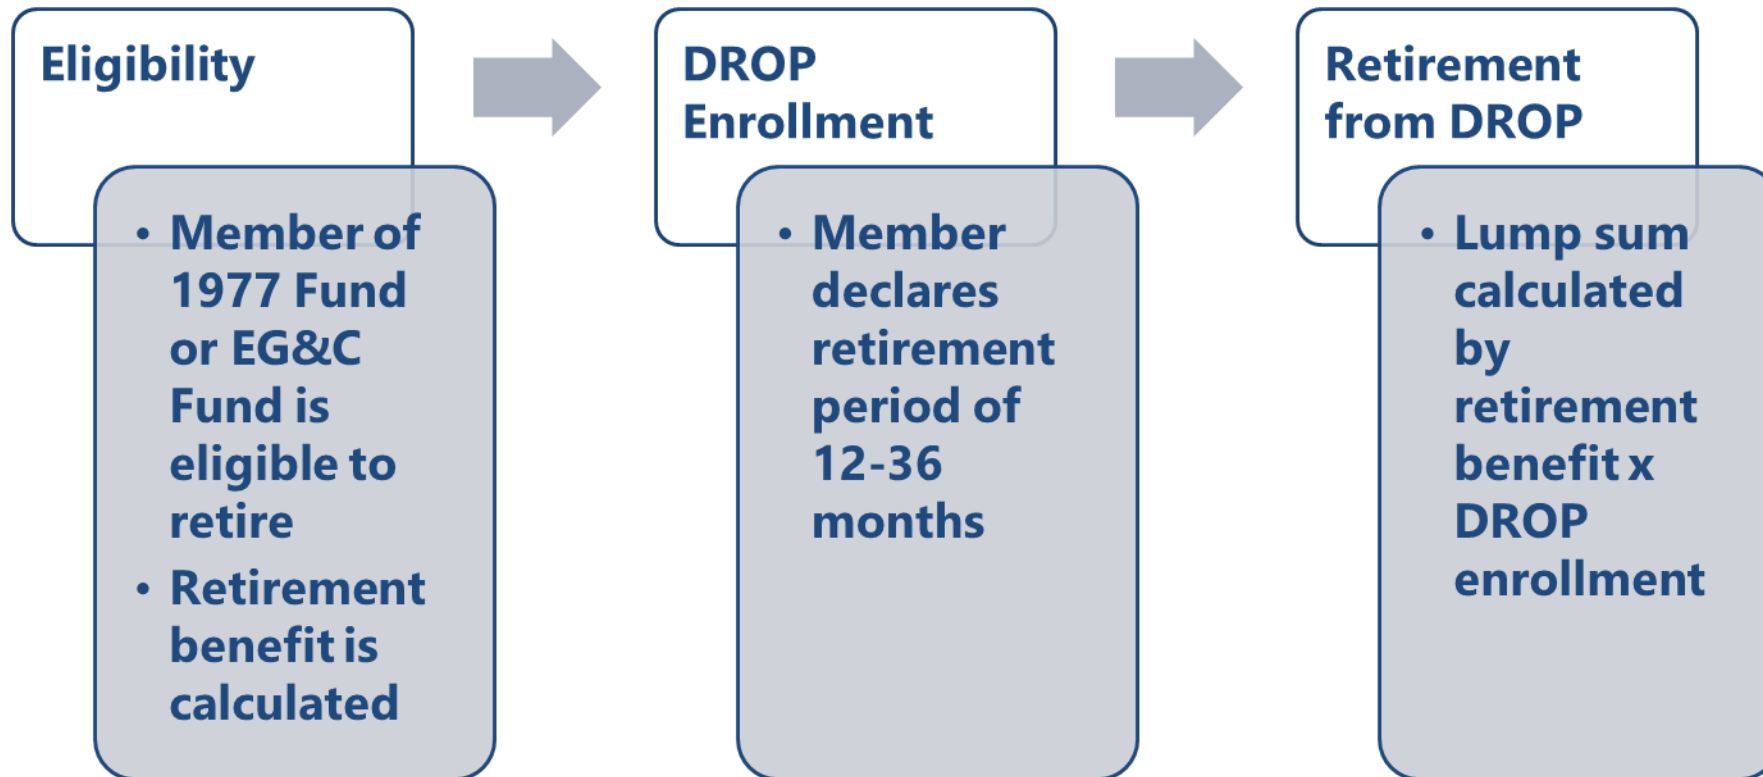 Eligibility
• Member of
1977 Fund
or EG&C
Fund is
eligible to
retire
• Retirement
benefit is
calculated
DROP
Enrollment
• Member
declares
retirement
period of
12-36
months
Retirement
from DROP
• Lump sum
calculated
by
retirement
benefit x
DROP
enrollment